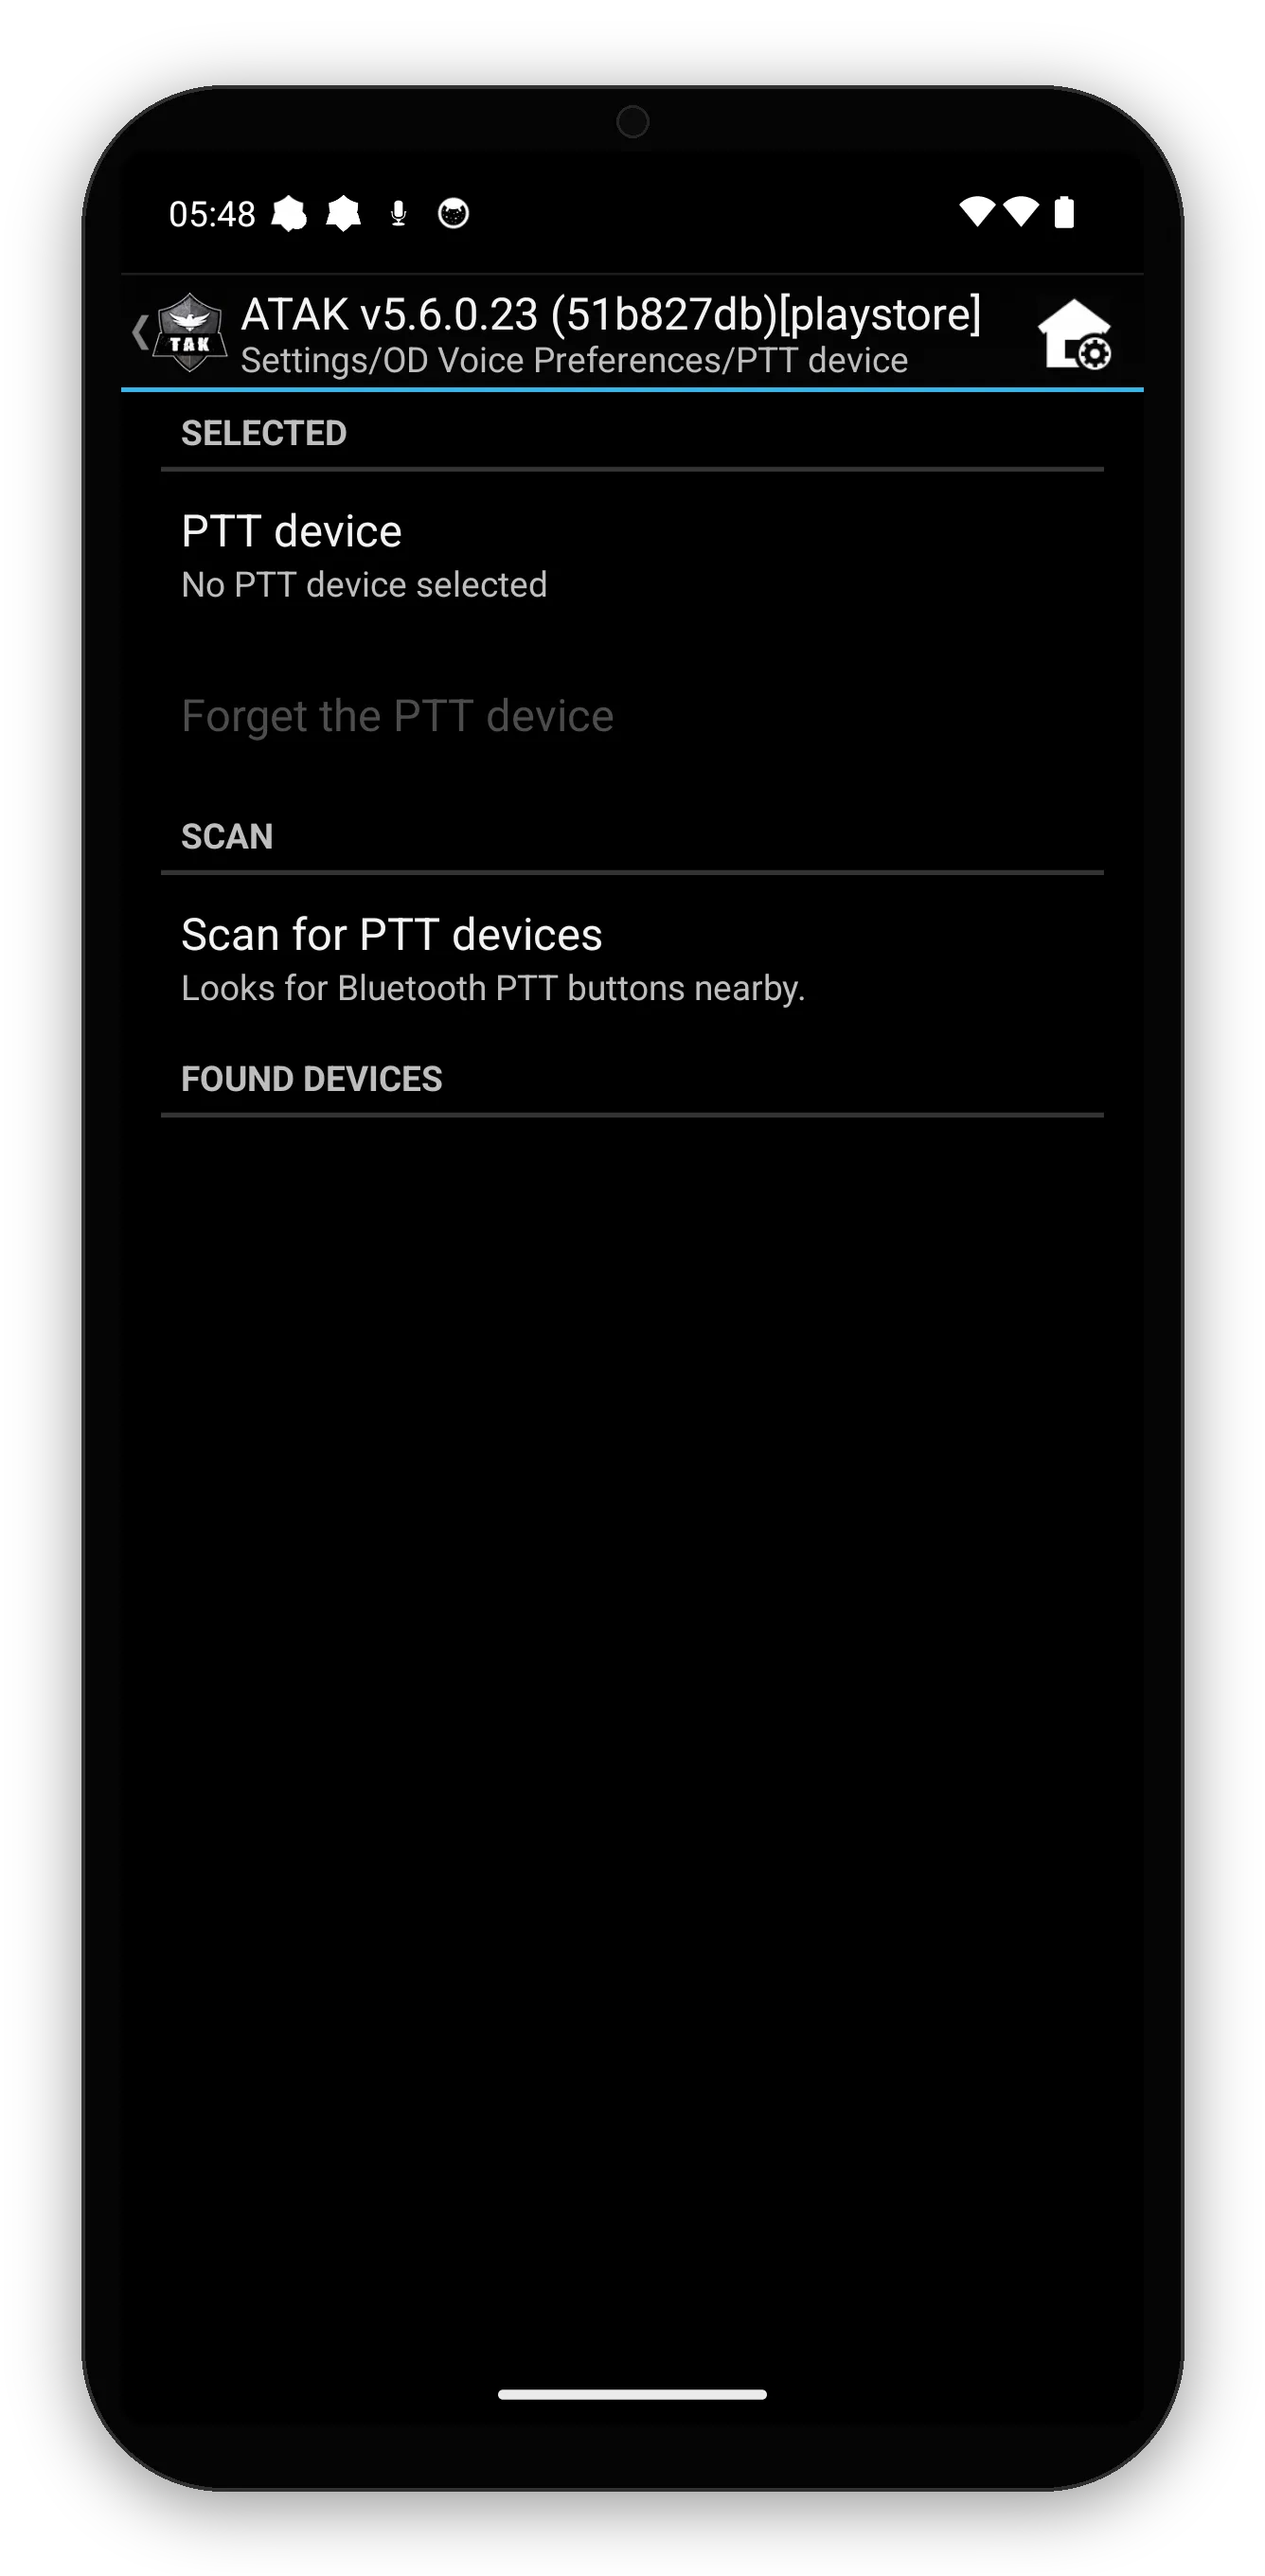 05:48
ATAK v5.6.0.23 (51b827db)[playstore]
TAK
Settings/OD Voice Preferences/PTT device
SELECTED
PTT device
No PTT device selected
Forget the PTT device
SCAN
Scan for PTT devices
Looks for Bluetooth PTT buttons nearby.
FOUND DEVICES